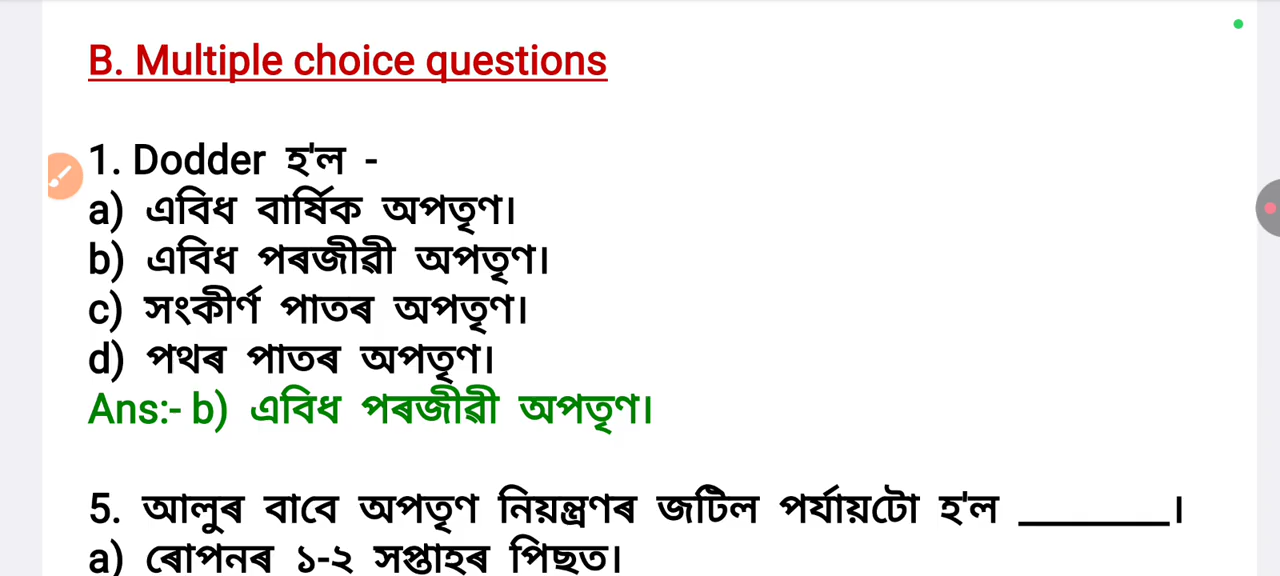 B. Multiple choice questions
1. Dodder হ'ল -
a) এবিধ বাৰ্ষিক অপতৃণ।
b) এবিধ পৰজীৱী অপতৃণ।
c) সংকীৰ্ণ পাতৰ অপতৃণ।
d) পথৰ পাতৰ অপতৃণ।
Ans:- b) এবিধ পৰজীৱী অপতৃণ।
5. আলুৰ বাবে অপতৃণ নিয়ন্ত্ৰণৰ জটিল পৰ্যায়টো হ'ল ________।
a) ৰোপনৰ ১-২ সপ্তাহৰ পিছত।